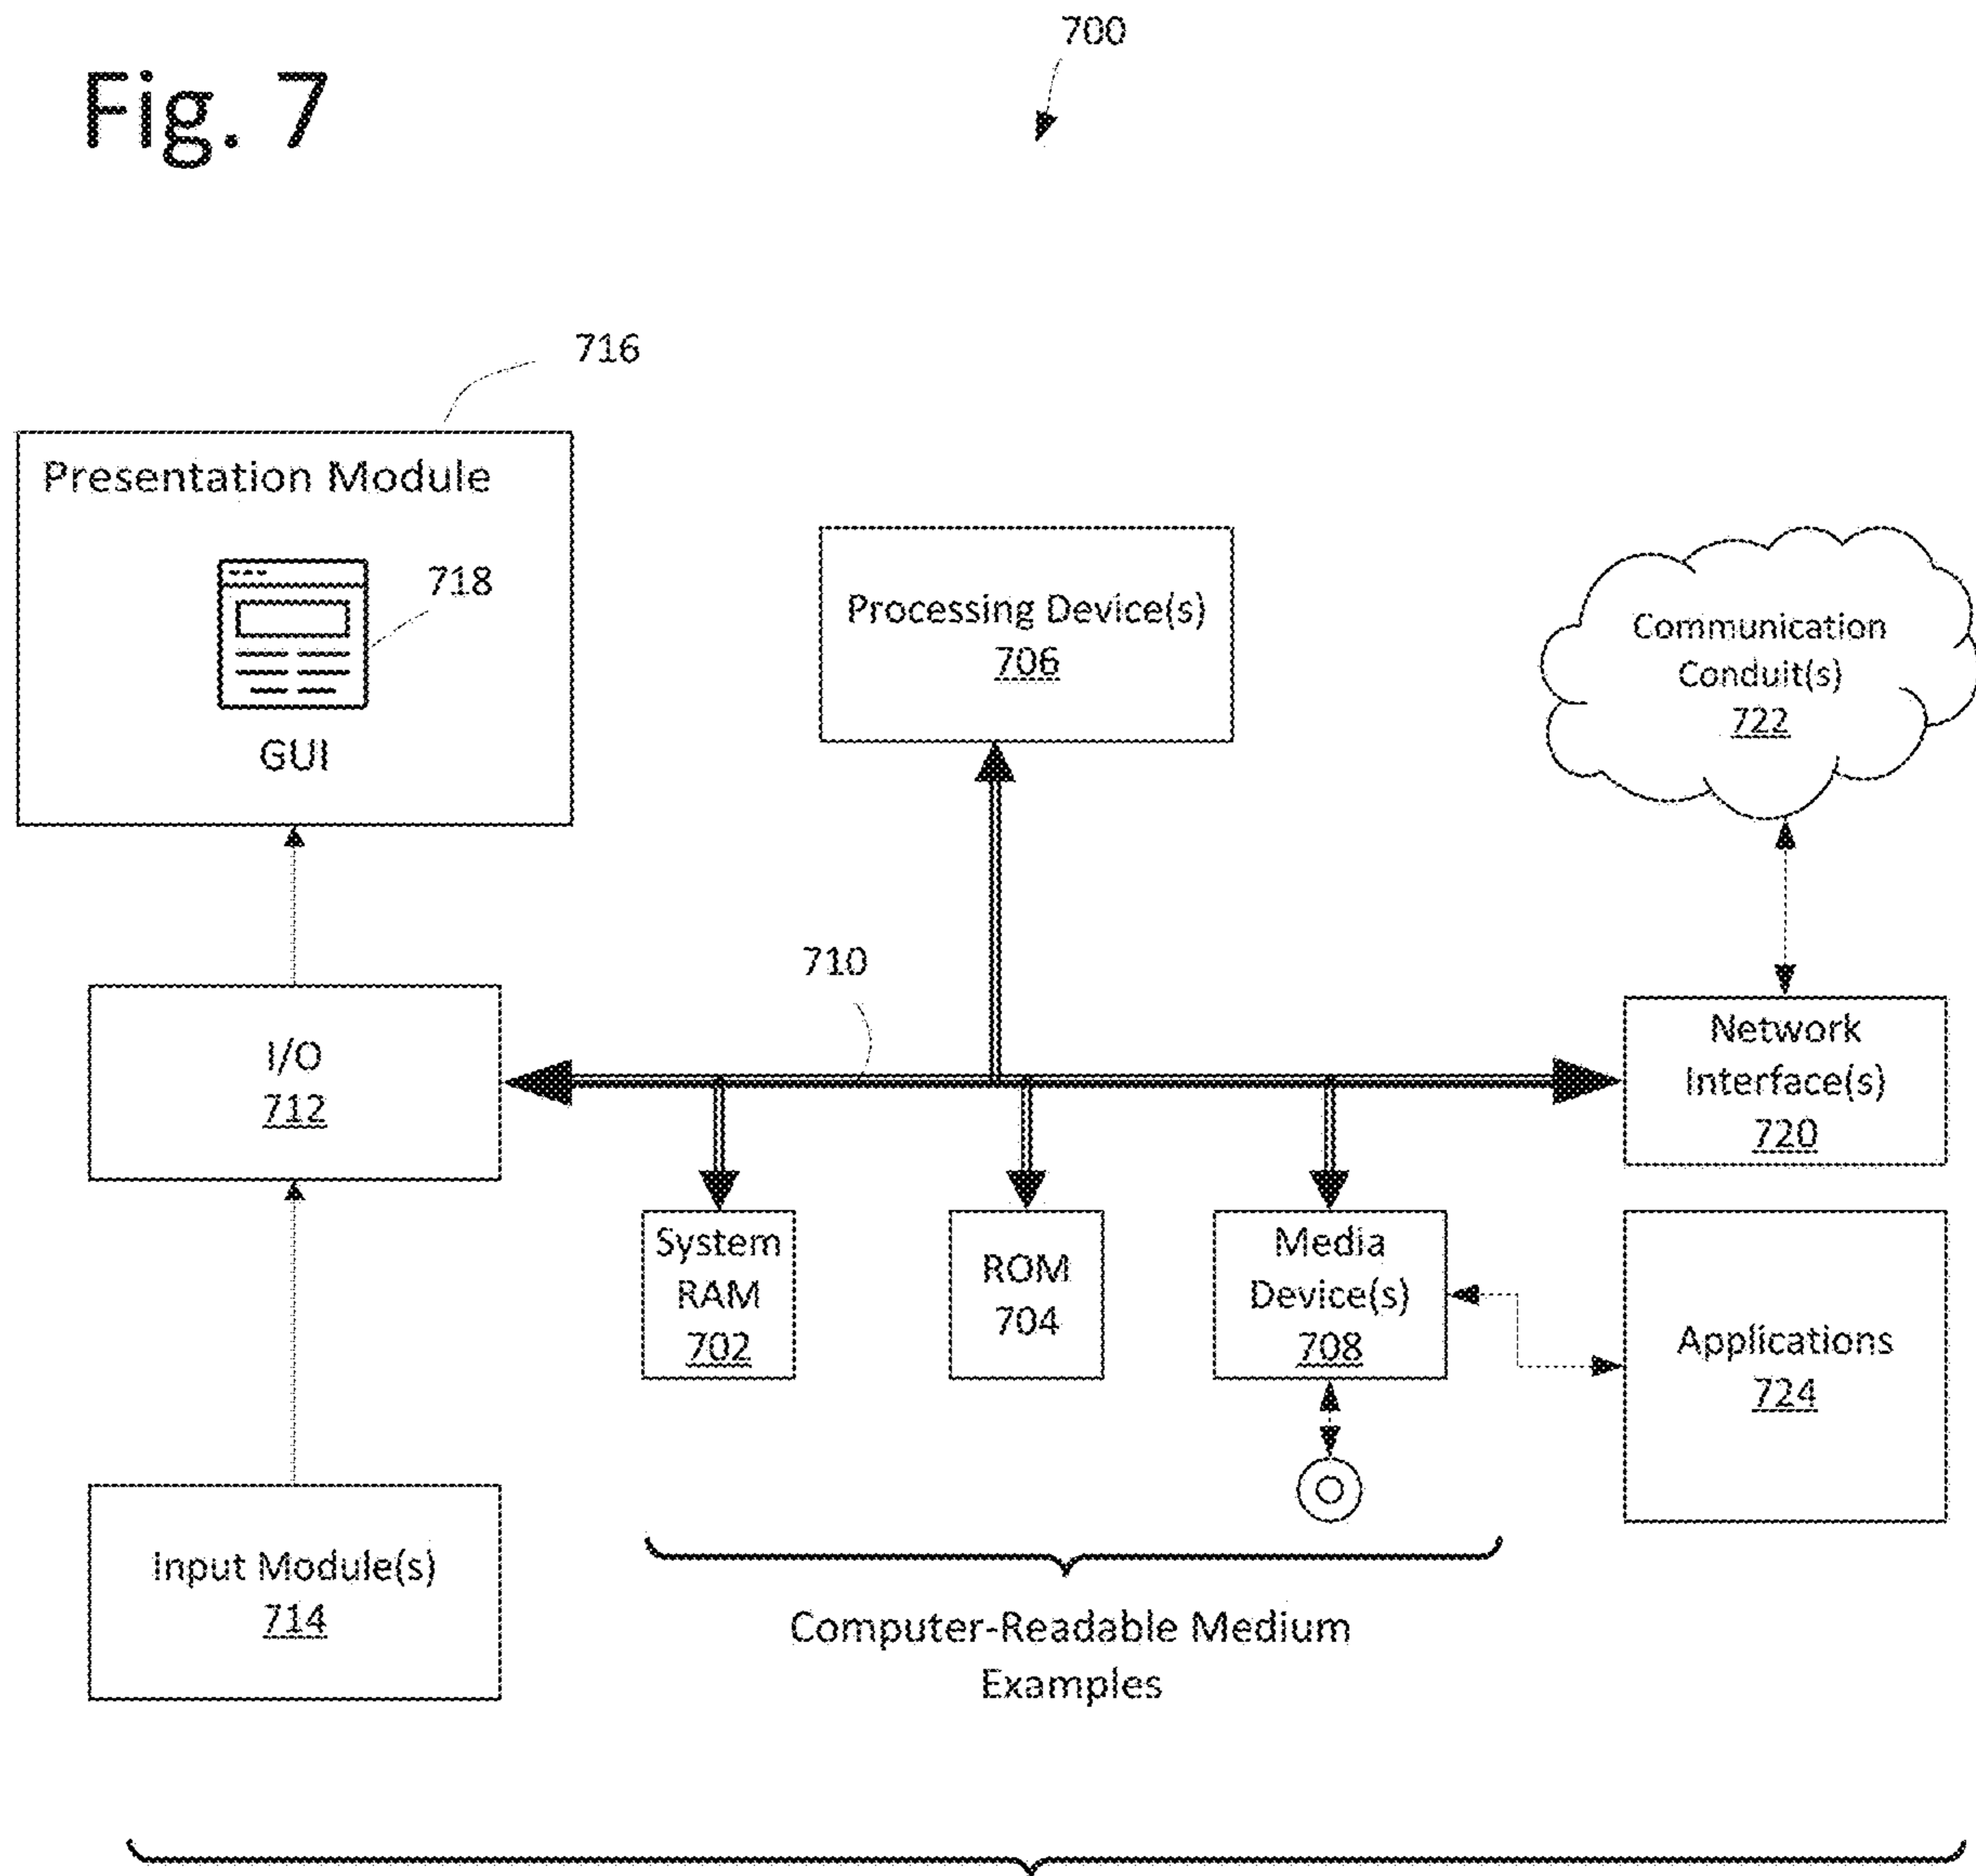 Fig. 7
700
716
Presentation Module
718
GUI
Processing Device(s)
706
Communication
Conduit(s)
722
710
I/O
712
Network
Interface(s)
720
System
RAM
702
ROM
704
Media
Device(s)
708
Applications
724
Input Module(s)
714
Computer-Readable Medium
Examples